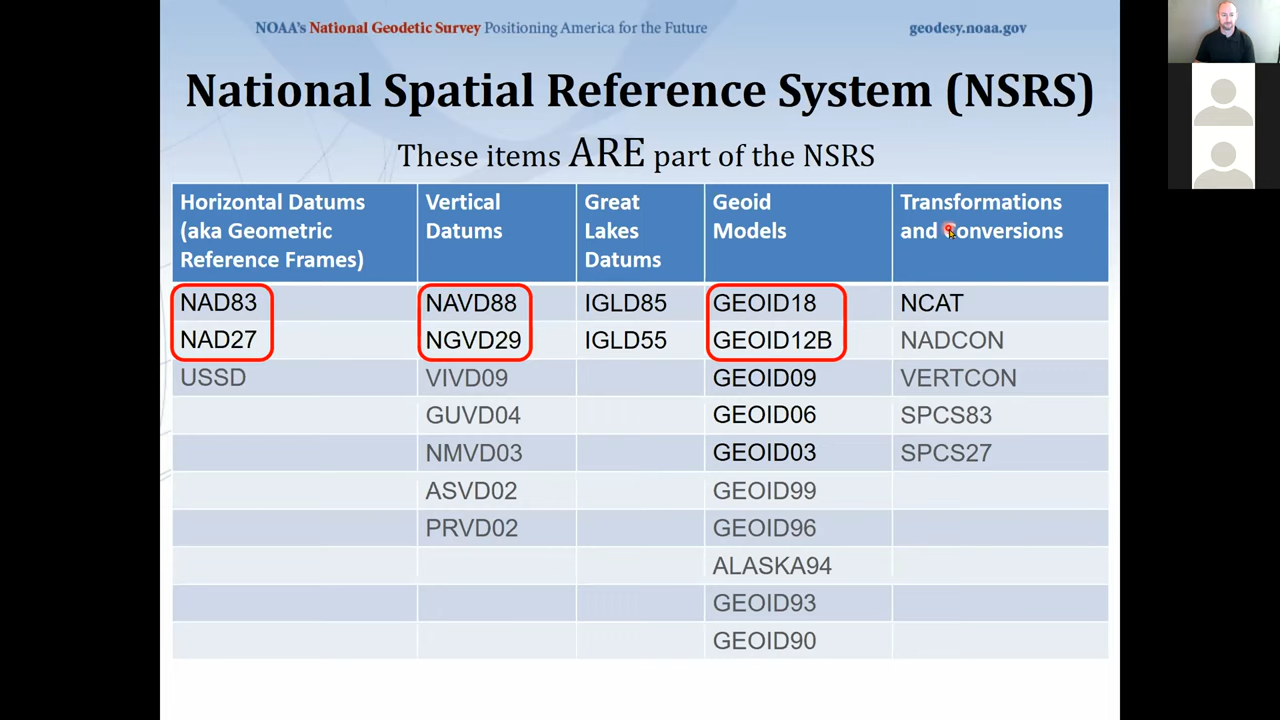 NOAA's National Geodetic Survey Positioning America for the Future
geodesy.noaa.gov
National Spatial Reference System (NSRS)
These items ARE part of the NSRS
Horizontal Datums (aka Geometric Reference Frames) Vertical Datums Great Lakes Datums Geoid Models Transformations and Conversions
NAD83 NAVD88 IGLD85 GEOID18 NCAT
NAD27 NGVD29 IGLD55 GEOID12B NADCON
USSD VIVD09 GEOID09 VERTCON
GUVD04 GEOID06 SPCS83
NMVD03 GEOID03 SPCS27
ASVD02 GEOID99
PRVD02 GEOID96
ALASKA94
GEOID93
GEOID90